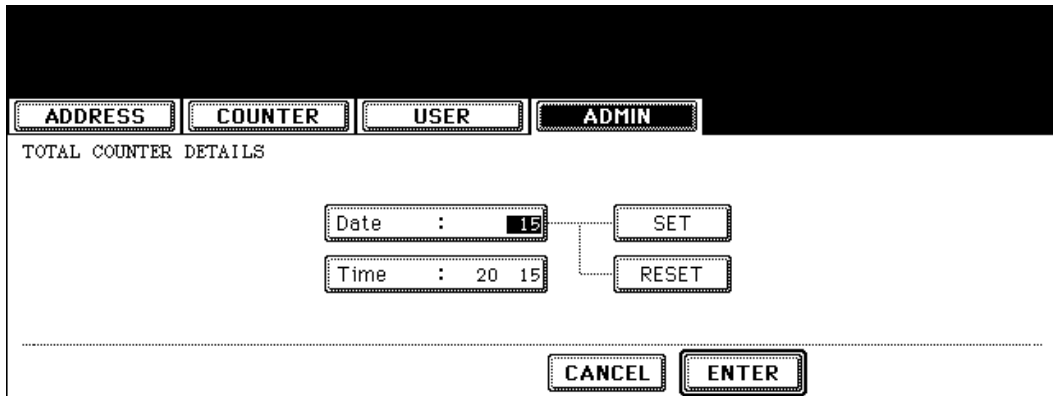 ADDRESS COUNTER USER ADMIN
TOTAL COUNTER DETAILS
Date : 15 SET
Time : 20 15 RESET
CANCEL ENTER